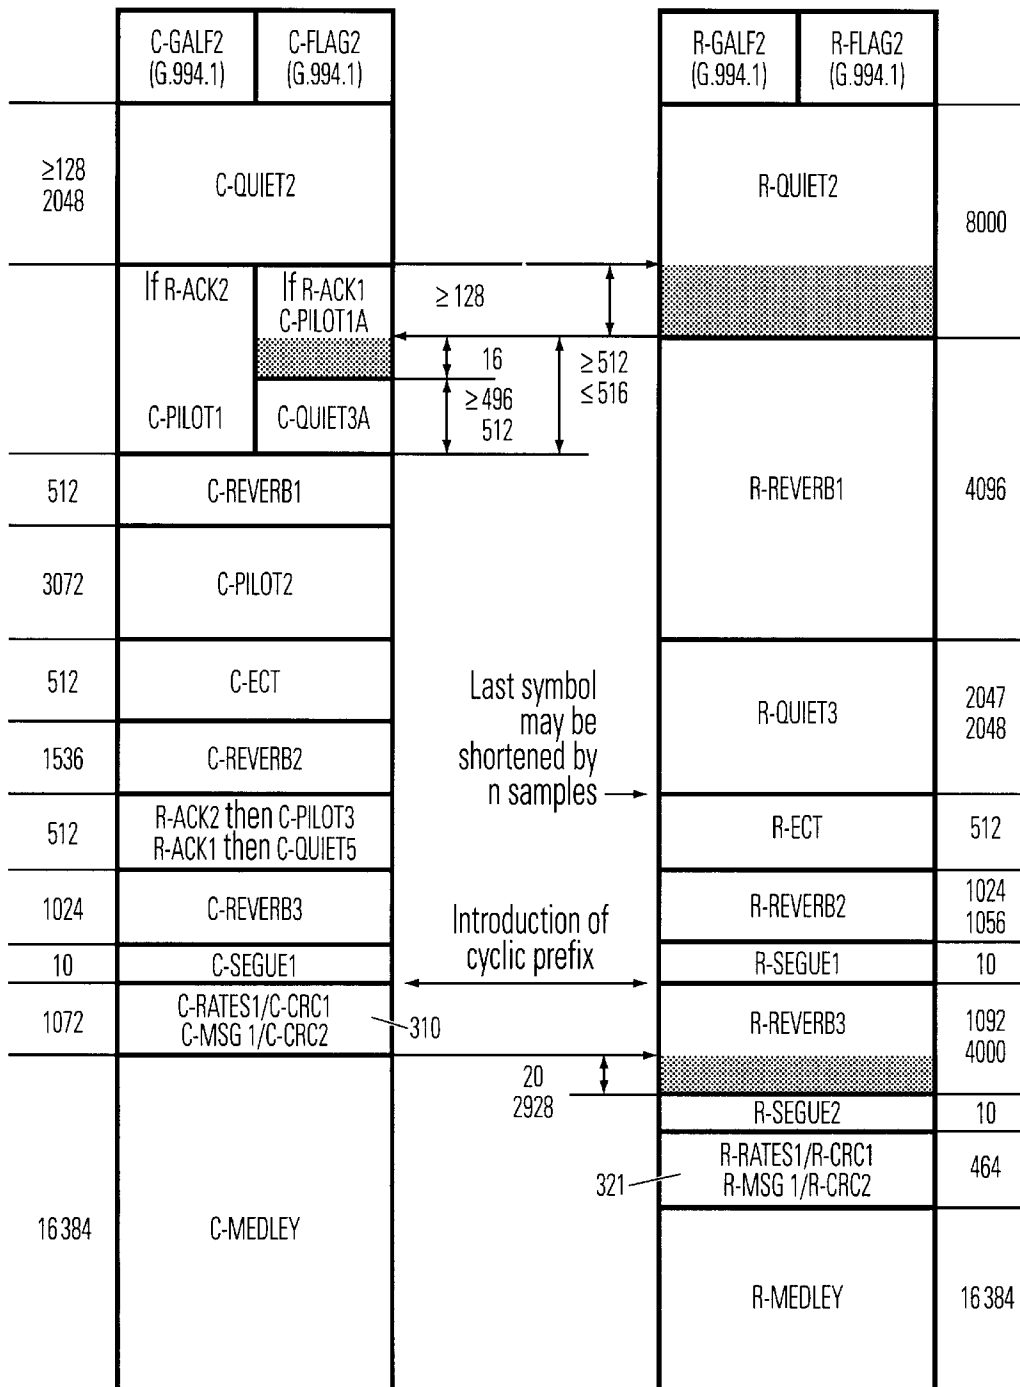 C-GALF2
(G.994.1)
C-FLAG2
(G.994.1)
R-GALF2
(G.994.1)
R-FLAG2
(G.994.1)
≥128
2048
C-QUIET2
R-QUIET2
8000
If R-ACK2
C-PILOT1
If R-ACK1
C-PILOT1A
C-QUIET3A
≥128
16
≥496
512
≥512
≤516
512
C-REVERB1
R-REVERB1
4096
3072
C-PILOT2
512
C-ECT
1536
C-REVERB2
Last symbol
may be
shortened by
n samples
R-QUIET3
2047
2048
512
R-ACK2 then C-PILOT3
R-ACK1 then C-QUIET5
R-ECT
512
1024
C-REVERB3
R-REVERB2
1024
1056
Introduction of
cyclic prefix
10
C-SEGUE1
R-SEGUE1
10
1072
C-RATES1/C-CRC1
C-MSG 1/C-CRC2
310
R-REVERB3
1092
4000
20
2928
R-SEGUE2
10
321
R-RATES1/R-CRC1
R-MSG 1/R-CRC2
464
16384
C-MEDLEY
R-MEDLEY
16384